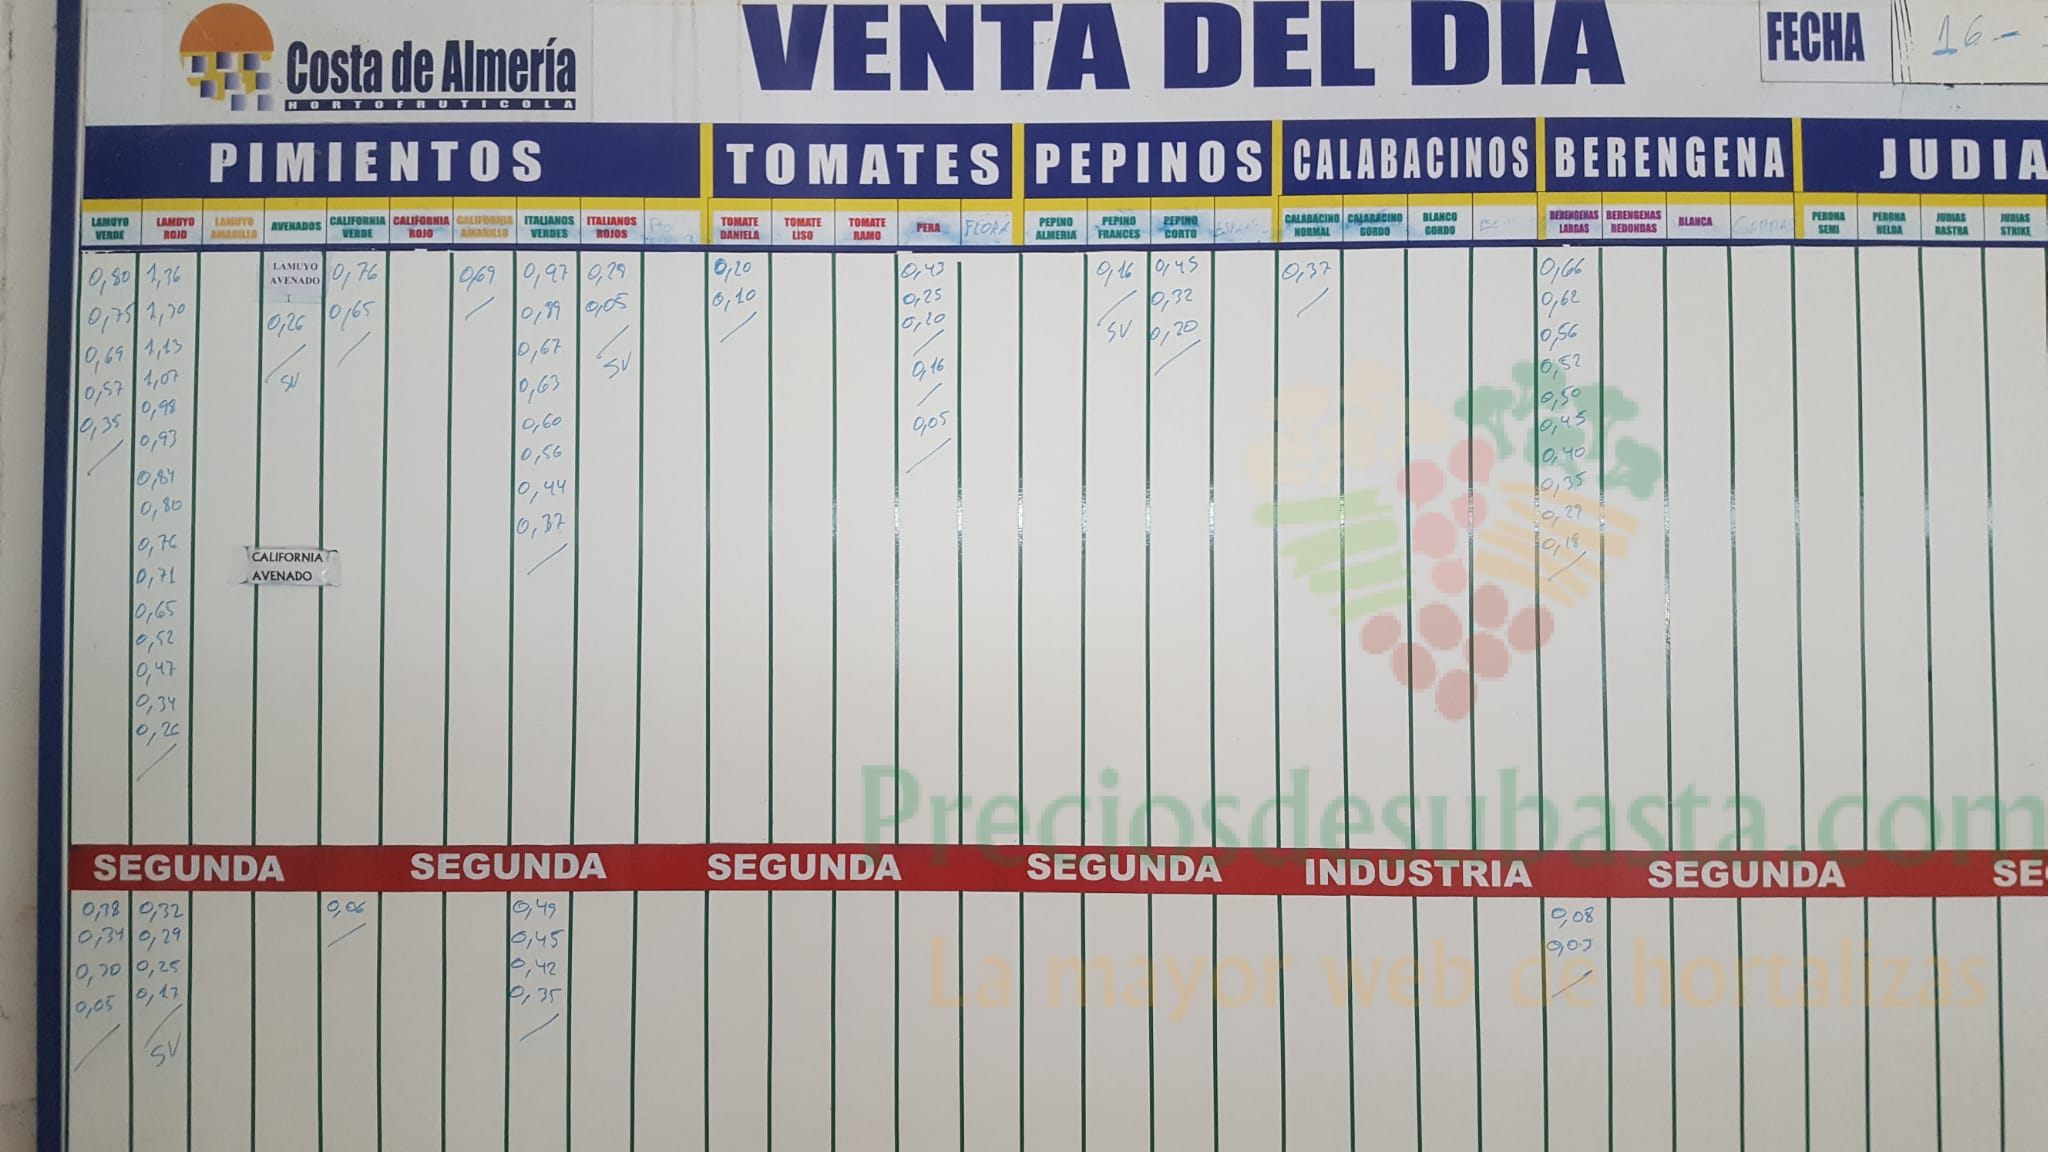 Costa de Almería
HORTOFRUTICOLA
VENTA DEL DIA
FECHA
16-
PIMIENTOS TOMATES PEPINOS CALABACINOS BERENGENA JUDIA
LAMUYO VERDE
LAMUYO ROJO
LAMUYO AMARILLO
AVENADOS
CALIFORNIA VERDE
CALIFORNIA ROJO
CALIFORNIA AMARILLO
ITALIANOS VERDES
ITALIANOS ROJOS
TOMATE DANIELA
TOMATE LISO
TOMATE RAMO
PERA
FLORA
PEPINO ALMERIA
PEPINO FRANCES
PEPINO CORTO
CALABACINO NORMAL
CALABACINO GORDO
BLANCO GORDO
BERENGENAS LARGAS
BERENGENAS REDONDAS
BLANCA
PERONA SEMI
PERONA HELDA
JUDIAS RASTRA
JUDIAS STRIKE
0,80
0,75
0,69
0,57
0,35
1,36
1,13
1,07
0,98
0,93
0,84
0,80
0,76
0,71
0,65
0,52
0,47
0,34
0,26
LAMUYO
AVENADO
0,26
SV
CALIFORNIA
AVENADO
0,76
0,65
0,69
0,97
0,89
0,67
0,63
0,60
0,56
0,44
0,37
0,29
0,05
SV
0,20
0,10
0,43
0,25
0,20
0,16
0,05
0,16
SV
0,45
0,32
0,20
0,37
0,66
0,62
0,56
0,52
0,50
0,45
0,40
0,35
0,29
0,18
Preciosdesubasta.com
SEGUNDA SEGUNDA SEGUNDA SEGUNDA INDUSTRIA SEGUNDA
0,38
0,34
0,05
0,32
0,29
0,25
0,17
SV
0,06
0,49
0,45
0,42
0,35
0,08
La mayor web de hortalizas